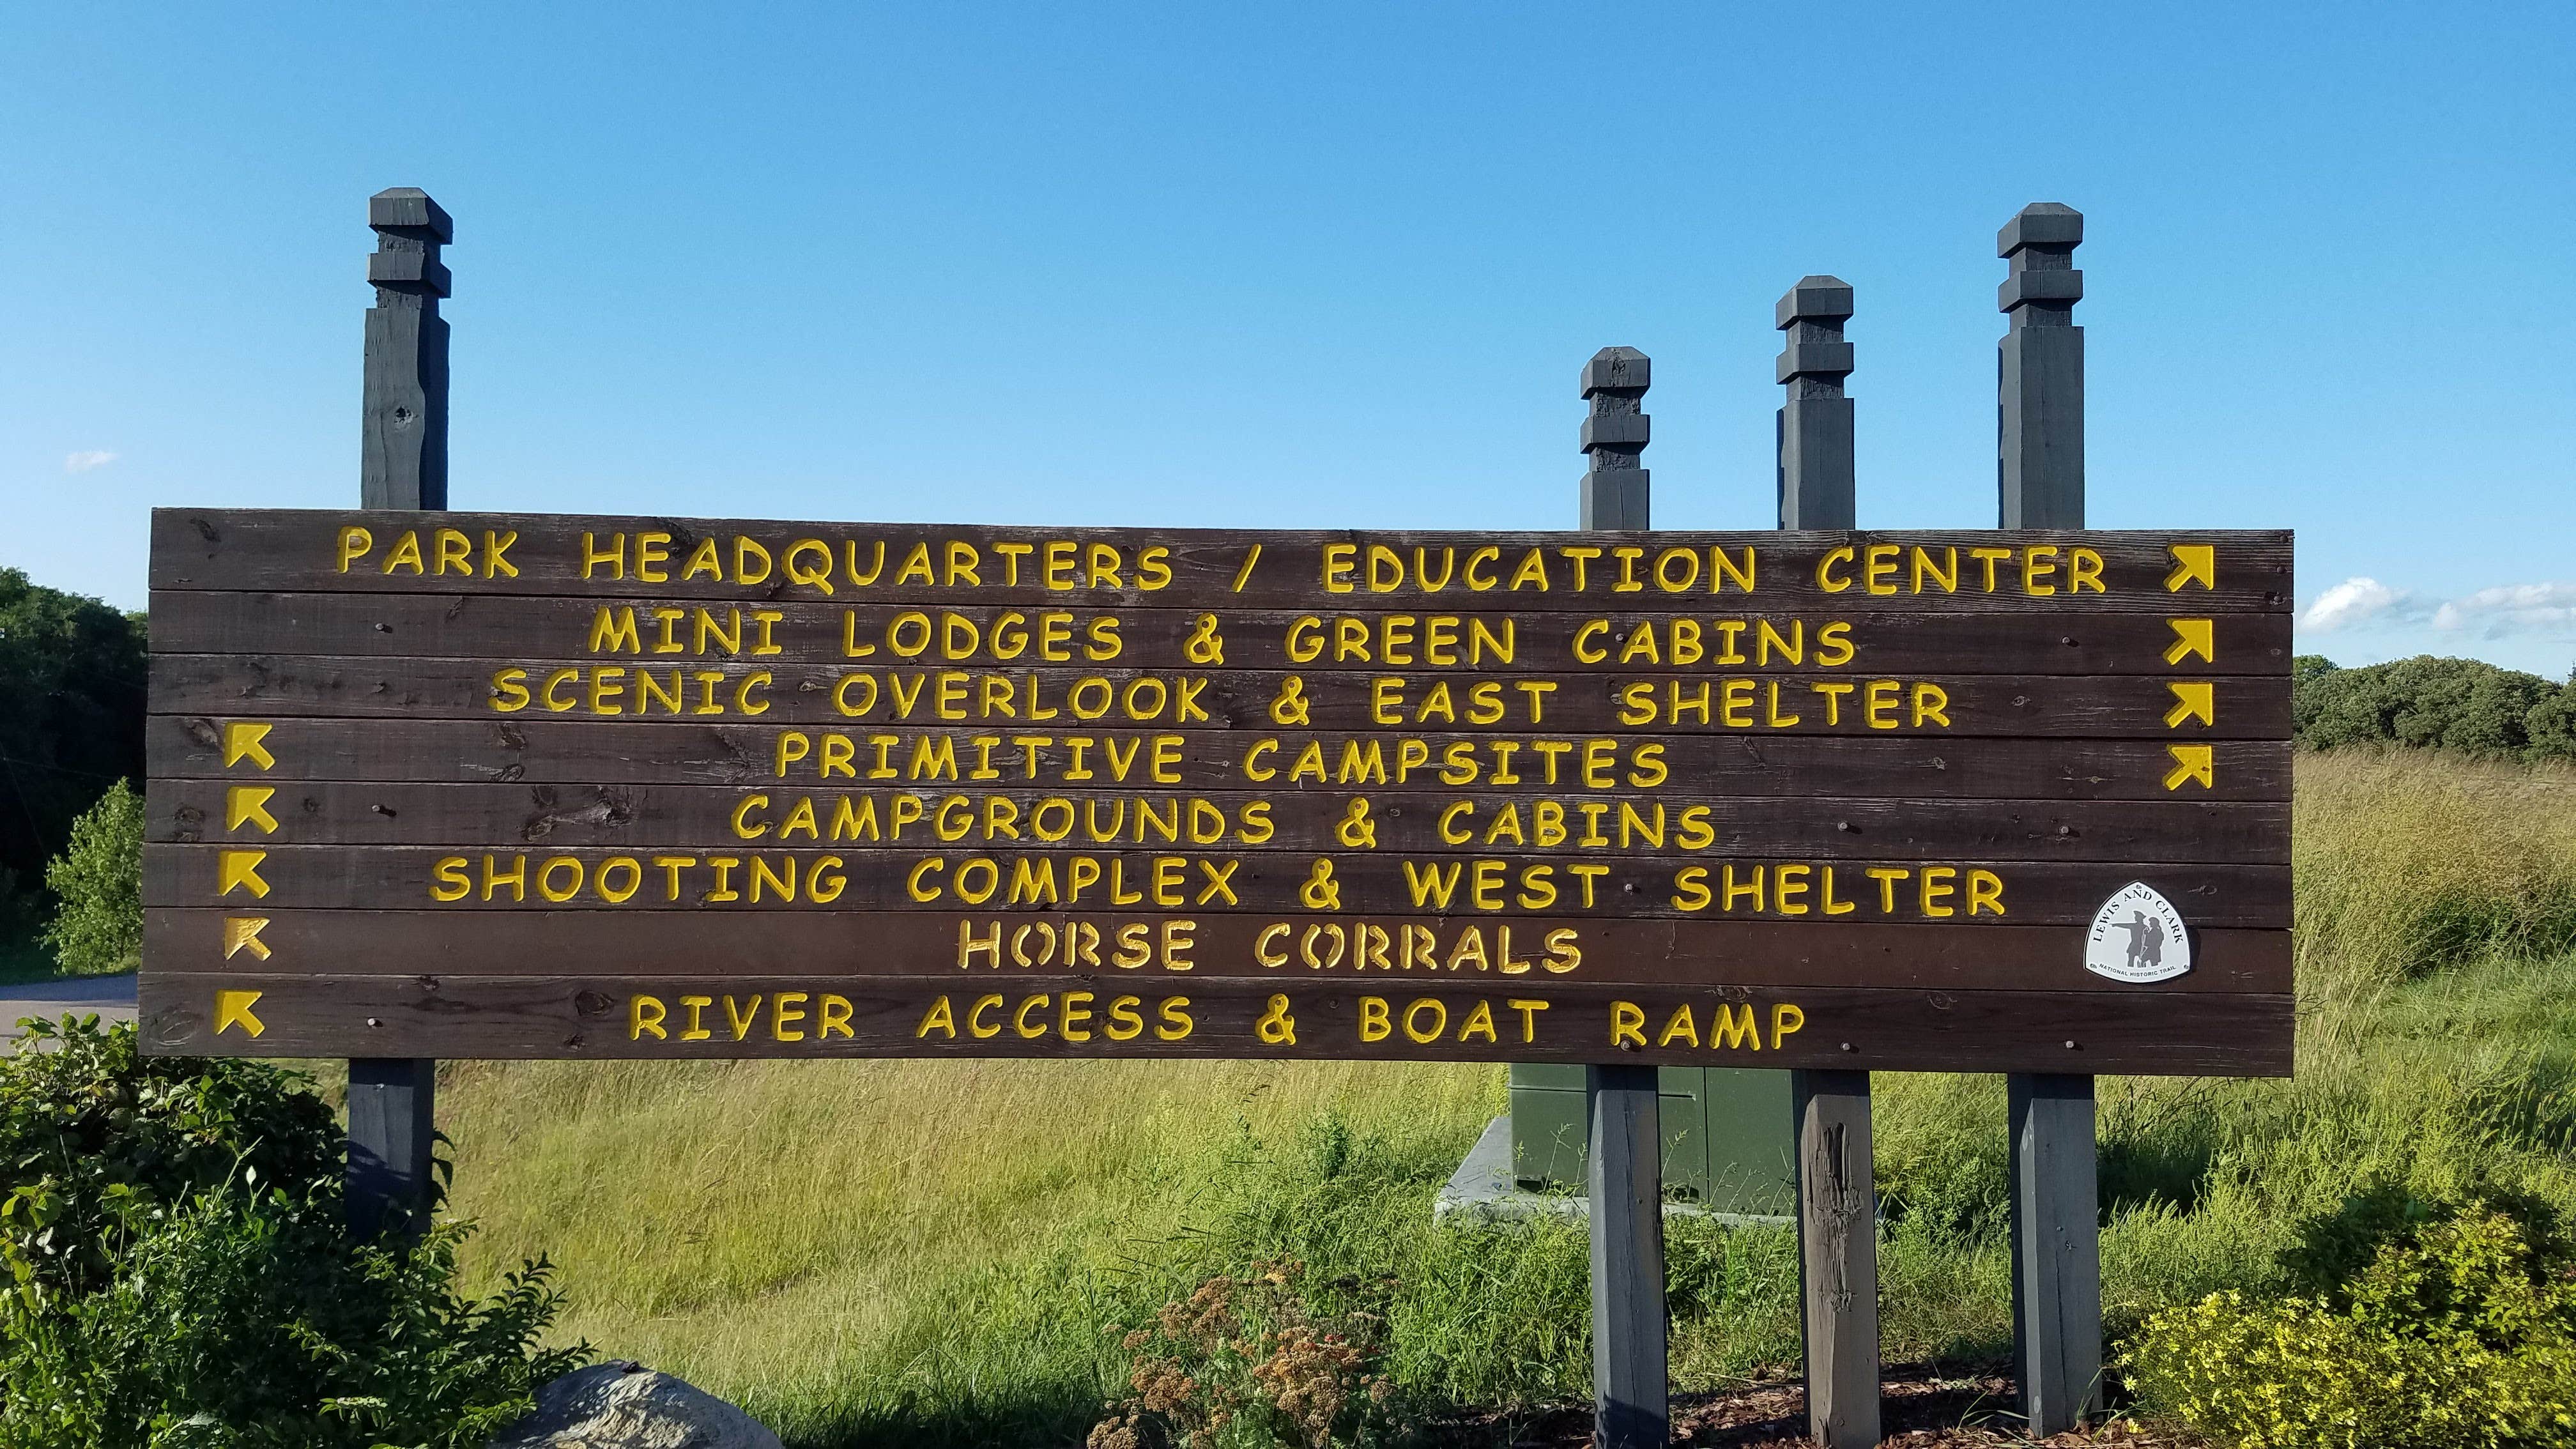 PARK HEADQUARTERS / EDUCATION CENTER
MINI LODGES & GREEN CABINS
SCENIC OVERLOOK & EAST SHELTER
PRIMITIVE CAMPSITES
CAMPGROUNDS & CABINS
SHOOTING COMPLEX & WEST SHELTER
HORSE CORRALS
RIVER ACCESS & BOAT RAMP
LEWIS AND CLARK
NATIONAL HISTORIC TRAIL